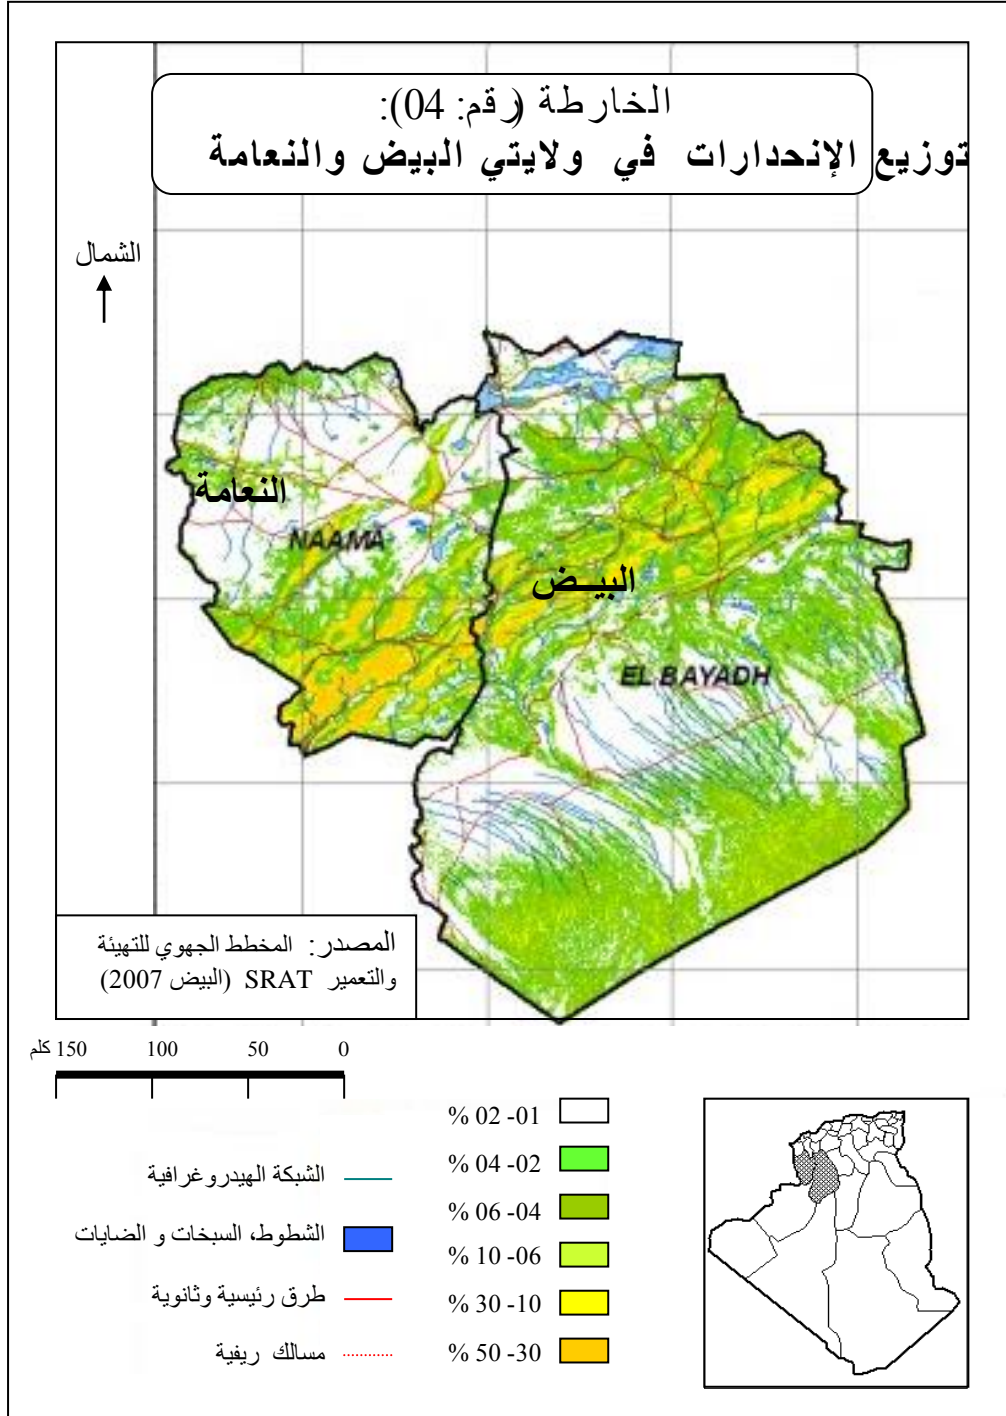 الخارطة (رقم: 04):
توزيع الإنحدارات في ولايتي البيض والنعامة
الشمال
النعامة
NAAMA
البيــض
EL BAYADH
المصدر: المخطط الجهوي للتهيئة
والتعمير SRAT (البيض 2007)
0 50 100 150 كلم
01- 02 %
02- 04 %
04- 06 %
06- 10 %
10- 30 %
30- 50 %
الشبكة الهيدروغرافية
الشطوط، السبخات و الضايات
طرق رئيسية وثانوية
مسالك ريفية